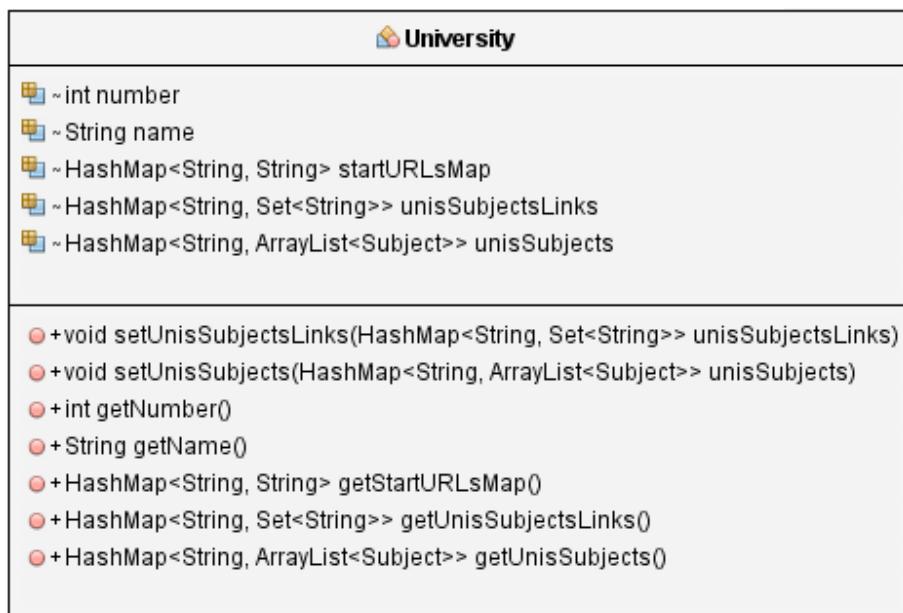 University
~int number
~String name
~HashMap<String, String> startURLsMap
~HashMap<String, Set<String>> unisSubjectsLinks
~HashMap<String, ArrayList<Subject>> unisSubjects
+void setUnisSubjectsLinks(HashMap<String, Set<String>> unisSubjectsLinks)
+void setUnisSubjects(HashMap<String, ArrayList<Subject>> unisSubjects)
+int getNumber()
+String getName()
+HashMap<String, String> getStartURLsMap()
+HashMap<String, Set<String>> getUnisSubjectsLinks()
+HashMap<String, ArrayList<Subject>> getUnisSubjects()